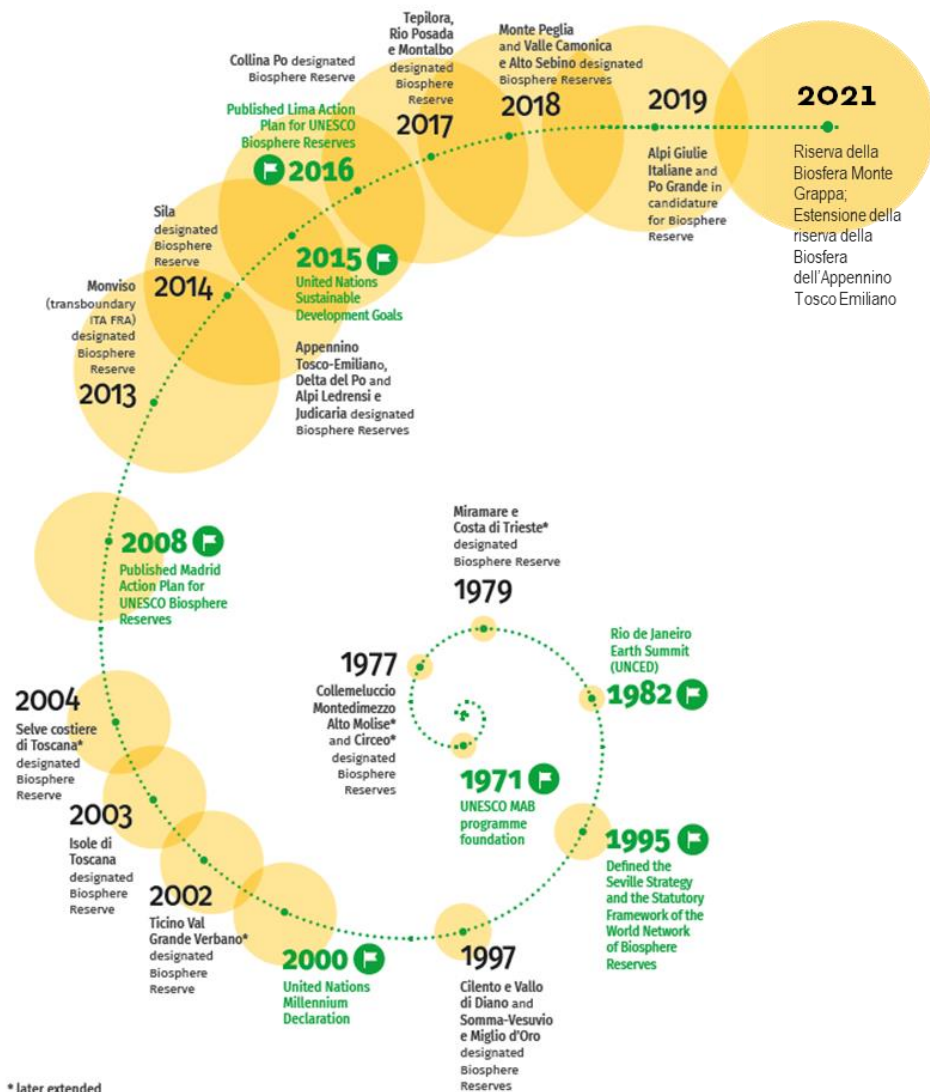 Tepilora,
Rio Posada
e Montalbo
designated
Biosphere
Reserve
2017
Monte Peglia
and Valle Camonica
e Alto Sebino designated
Biosphere Reserves
2018
2019
Alpi Giulie
Italiane and
Po Grande in
candidature
for Biosphere
Reserve
2021
Riserva della
Biosfera Monte
Grappa;
Estensione della
riserva della
Biosfera
dell'Appennino
Tosco Emiliano
Collina Po designated
Biosphere Reserve
Published Lima Action
Plan for UNESCO
Biosphere Reserves
2016
Sila
designated
Biosphere
Reserve
2014
2015
United Nations
Sustainable
Development Goals
Appennino
Tosco-Emiliano,
Delta del Po and
Alpi Ledrensi e
Judicaria designated
Biosphere Reserves
Monviso
(transboundary
ITA FRA)
designated
Biosphere
Reserve
2013
2008
Published Madrid
Action Plan for
UNESCO Biosphere
Reserves
Miramare e
Costa di Trieste*
designated
Biosphere Reserve
1979
1977
Collemeluccio
Montedimezzo
Alto Molise*
and Circeo*
designated
Biosphere
Reserves
Rio de Janeiro
Earth Summit
(UNCED)
1982
1971
UNESCO MAB
programme
foundation
1995
Defined the
Seville Strategy
and the Statutory
Framework of the
World Network
of Biosphere
Reserves
2004
Selve costiere
di Toscana*
designated
Biosphere
Reserve
2003
Isole di
Toscana
designated
Biosphere
Reserve
2002
Ticino Val
Grande Verbano*
designated
Biosphere
Reserve
2000
United Nations
Millennium
Declaration
1997
Cilento e Vallo
di Diano and
Somma-Vesuvio
e Miglio d'Oro
designated
Biosphere
Reserves
* later extended